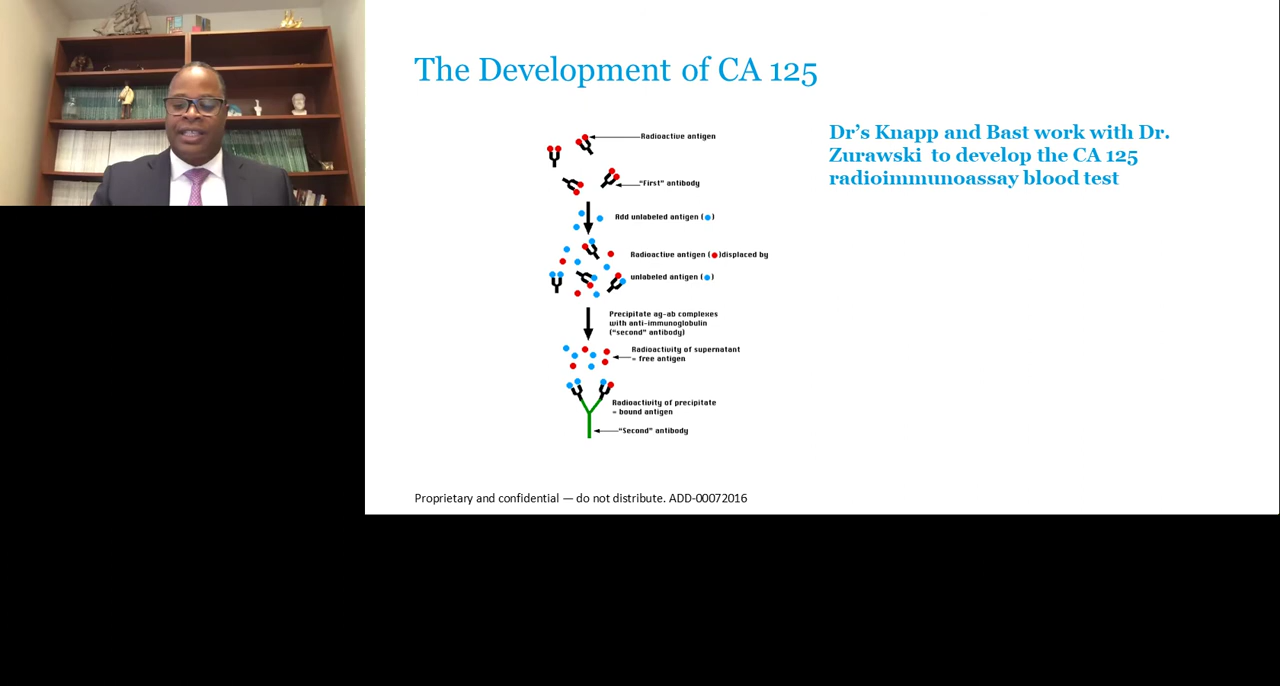 The Development of CA 125
Radioactive antigen
"First" antibody
Add unlabeled antigen ( )
Radioactive antigen ( )displaced by
unlabeled antigen ( )
Precipitate ag-ab complexes
with anti-immunoglobulin
("second" antibody)
Radioactivity of supernatant
= free antigen
Radioactivity of precipitate
= bound antigen
"Second" antibody
Dr's Knapp and Bast work with Dr.
Zurawski to develop the CA 125
radioimmunoassay blood test
Proprietary and confidential — do not distribute. ADD-00072016